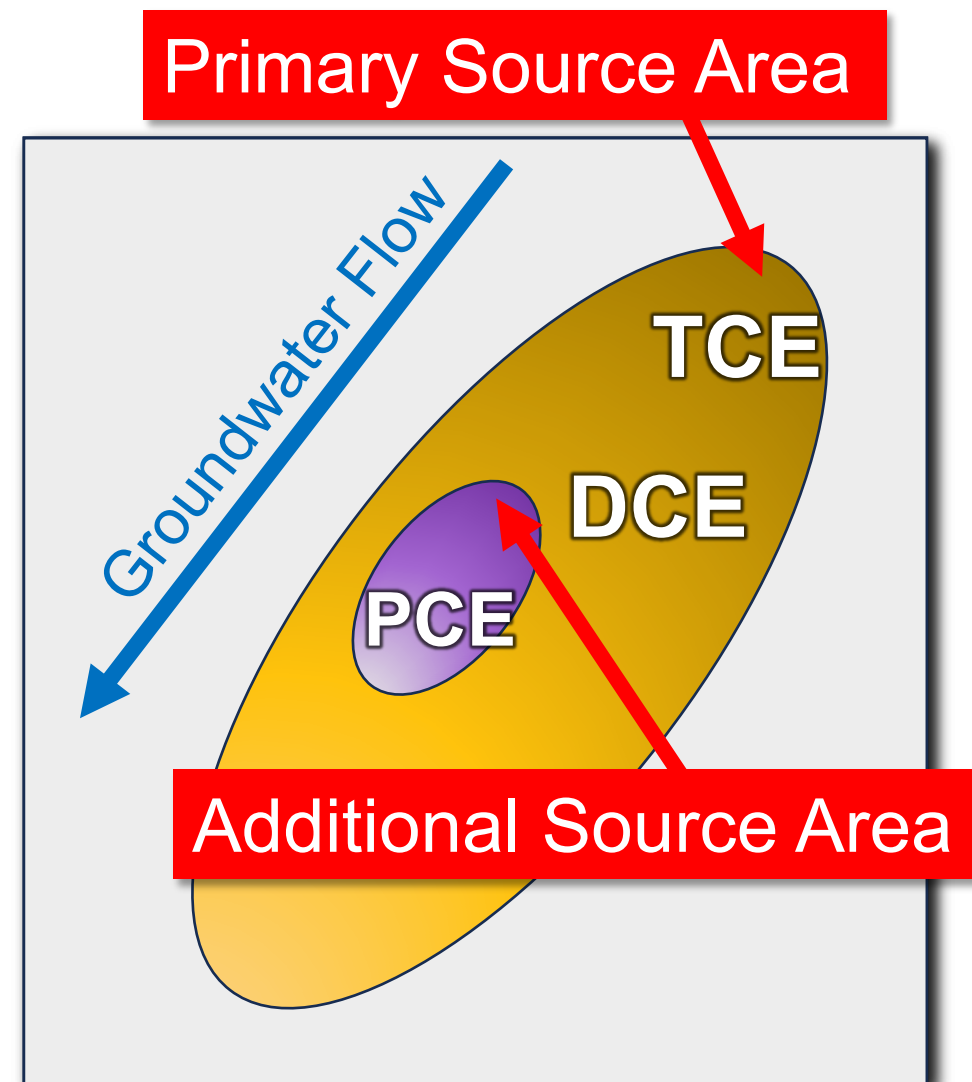 Primary Source Area
Groundwater Flow
TCE
DCE
PCE
Additional Source Area